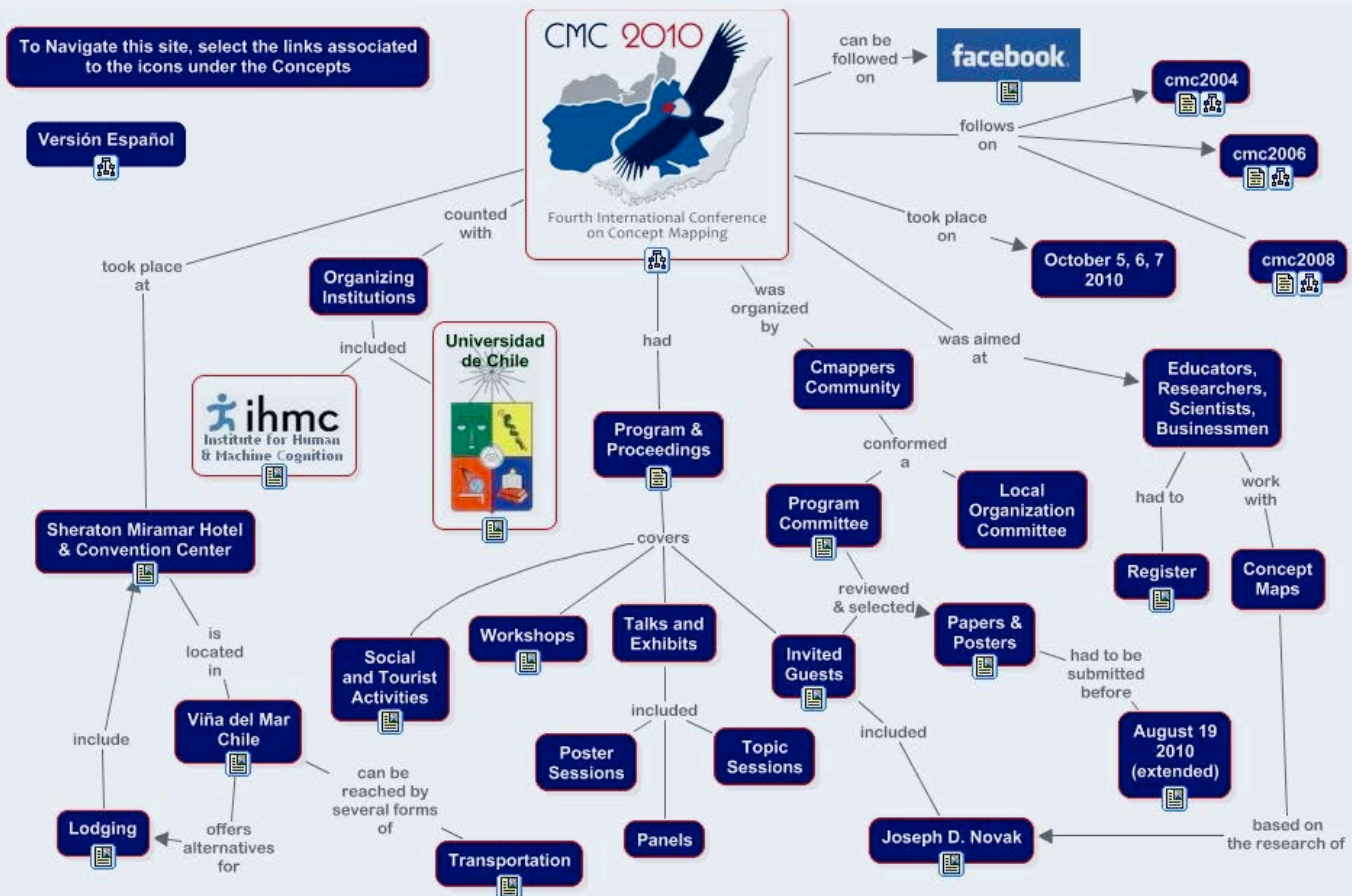 To Navigate this site, select the links associated
to the icons under the Concepts
Versión Español
CMC 2010
Fourth International Conference
on Concept Mapping
can be
followed
on
facebook
follows
on
cmc2004
cmc2006
cmc2008
took place
on
October 5, 6, 7
2010
took place
at
Sheraton Miramar Hotel
& Convention Center
is
located
in
Viña del Mar
Chile
offers
alternatives
for
Lodging
include
can be
reached by
several forms
of
Transportation
counted
with
Organizing
Institutions
included
ihmc
Institute for Human
& Machine Cognition
Universidad
de Chile
had
Program &
Proceedings
covers
Social
and Tourist
Activities
Workshops
Talks and
Exhibits
included
Poster
Sessions
Panels
Topic
Sessions
Invited
Guests
included
Joseph D. Novak
was
organized
by
Cmappers
Community
conformed
a
Program
Committee
Local
Organization
Committee
reviewed
& selected
Papers &
Posters
had to be
submitted
before
August 19
2010
(extended)
was aimed
at
Educators,
Researchers,
Scientists,
Businessmen
had to
Register
work
with
Concept
Maps
based on
the research of